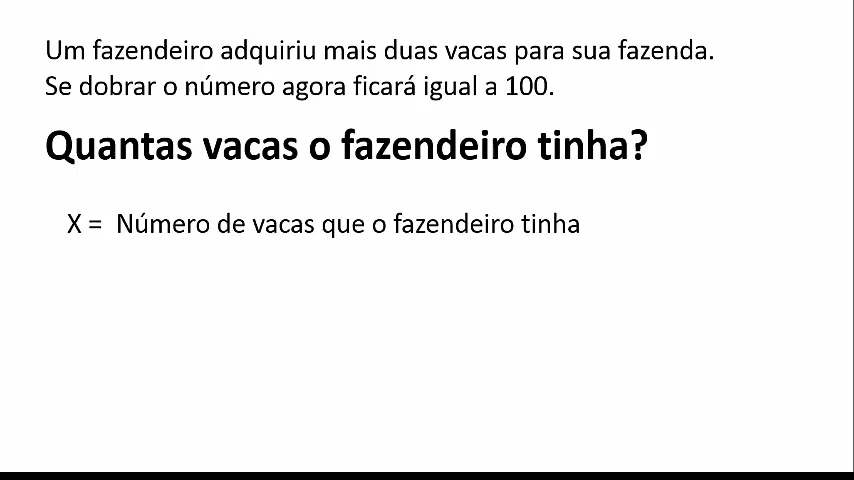 Um fazendeiro adquiriu mais duas vacas para sua fazenda.
Se dobrar o número agora ficará igual a 100.
Quantas vacas o fazendeiro tinha?
X = Número de vacas que o fazendeiro tinha